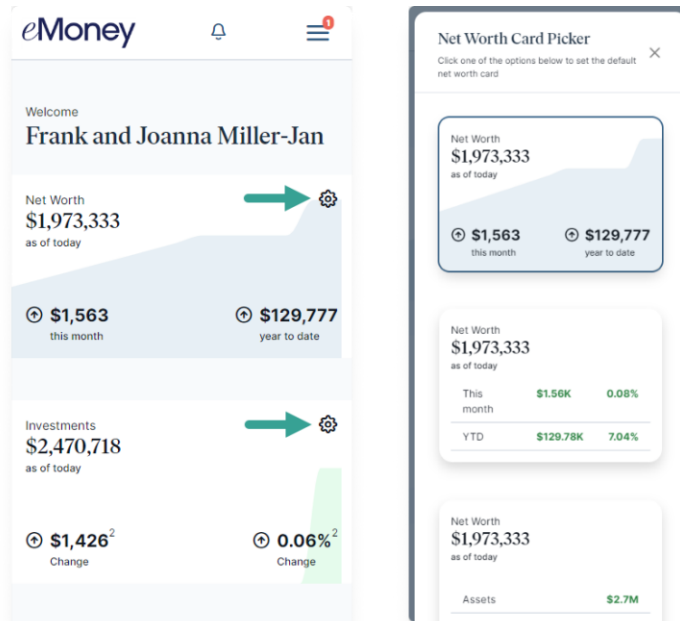 eMoney
1
Welcome
Frank and Joanna Miller-Jan
Net Worth
$1,973,333
as of today
$1,563
this month
$129,777
year to date
Investments
$2,470,718
as of today
$1,426²
Change
0.06%²
Change
Net Worth Card Picker
Click one of the options below to set the default
net worth card
Net Worth
$1,973,333
as of today
$1,563
this month
$129,777
year to date
Net Worth
$1,973,333
as of today
This
month
$1.56K
0.08%
YTD
$129.78K
7.04%
Net Worth
$1,973,333
as of today
Assets
$2.7M